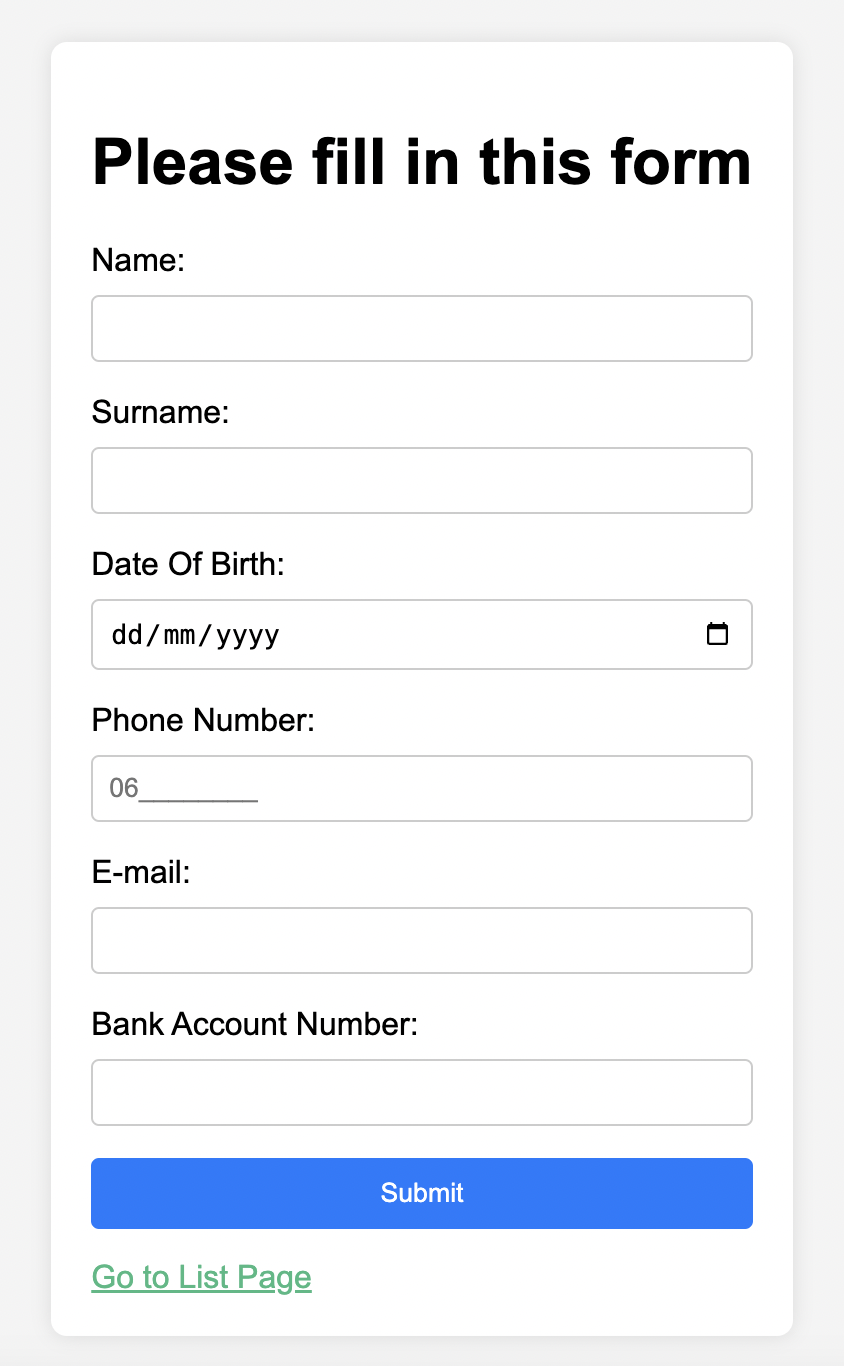 Please fill in this form
Name:
Surname:
Date Of Birth:
dd/mm/yyyy
Phone Number:
06________
E-mail:
Bank Account Number:
Submit
Go to List Page